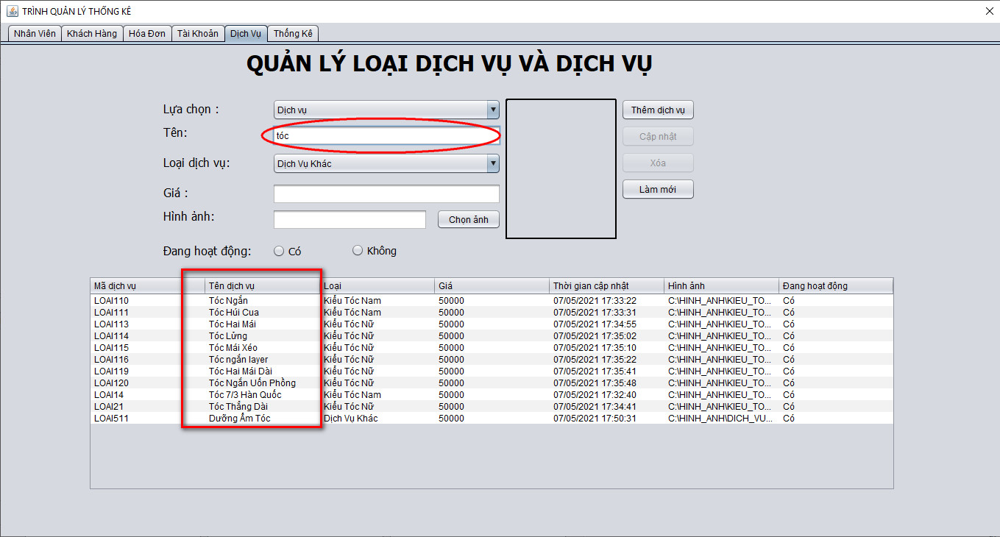 TRÌNH QUẢN LÝ THỐNG KÊ
Nhân Viên Khách Hàng Hóa Đơn Tài Khoản Dịch Vụ Thống Kê
QUẢN LÝ LOẠI DỊCH VỤ VÀ DỊCH VỤ
Lựa chọn : Dịch vụ Thêm dịch vụ
Tên: tóc Cập nhật
Loại dịch vụ: Dịch Vụ Khác Xóa
Giá : Làm mới
Hình ảnh: Chọn ảnh
Đang hoạt động: Có Không
Mã dịch vụ Tên dịch vụ Loại Giá Thời gian cập nhật Hình ảnh Đang hoạt động
LOAI110 Tóc Ngắn Kiểu Tóc Nam 50000 07/05/2021 17:33:22 C:\HINH_ANH\KIEU_TO... Có
LOAI111 Tóc Húi Cua Kiểu Tóc Nam 50000 07/05/2021 17:33:31 C:\HINH_ANH\KIEU_TO... Có
LOAI113 Tóc Hai Mái Kiểu Tóc Nữ 50000 07/05/2021 17:34:55 C:\HINH_ANH\KIEU_TO... Có
LOAI114 Tóc Lửng Kiểu Tóc Nữ 50000 07/05/2021 17:35:02 C:\HINH_ANH\KIEU_TO... Có
LOAI115 Tóc Mái Xéo Kiểu Tóc Nữ 50000 07/05/2021 17:35:10 C:\HINH_ANH\KIEU_TO... Có
LOAI116 Tóc ngắn layer Kiểu Tóc Nữ 50000 07/05/2021 17:35:22 C:\HINH_ANH\KIEU_TO... Có
LOAI119 Tóc Hai Mái Dài Kiểu Tóc Nữ 50000 07/05/2021 17:35:41 C:\HINH_ANH\KIEU_TO... Có
LOAI120 Tóc Ngắn Uốn Phồng Kiểu Tóc Nữ 50000 07/05/2021 17:35:48 C:\HINH_ANH\KIEU_TO... Có
LOAI14 Tóc 7/3 Hàn Quốc Kiểu Tóc Nam 50000 07/05/2021 17:32:40 C:\HINH_ANH\KIEU_TO... Có
LOAI21 Tóc Thẳng Dài Kiểu Tóc Nữ 50000 07/05/2021 17:34:41 C:\HINH_ANH\KIEU_TO... Có
LOAI511 Dưỡng Ẩm Tóc Dịch Vụ Khác 50000 07/05/2021 17:50:31 C:\HINH_ANH\DICH_VU... Có